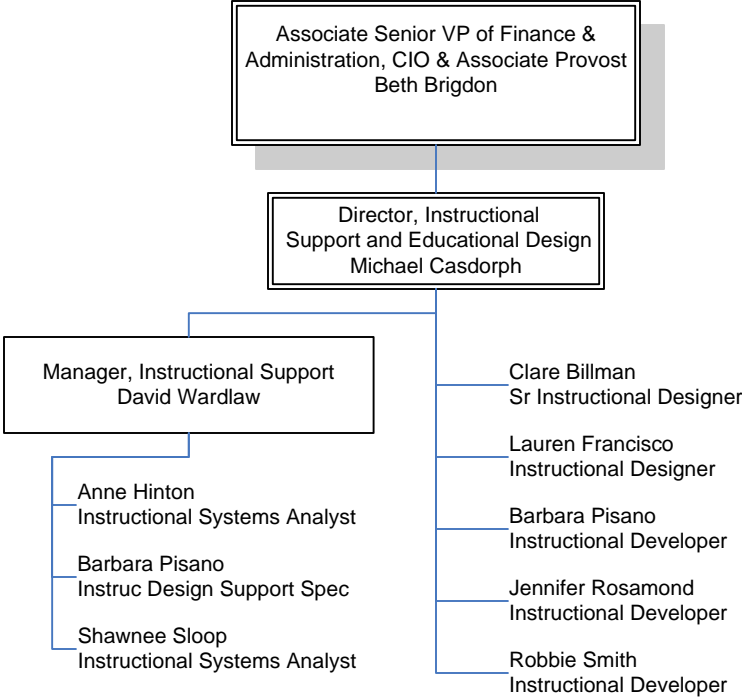 Associate Senior VP of Finance &
Administration, CIO & Associate Provost
Beth Brigdon
Director, Instructional
Support and Educational Design
Michael Casdorph
Manager, Instructional Support
David Wardlaw
Anne Hinton
Instructional Systems Analyst
Barbara Pisano
Instruc Design Support Spec
Shawnee Sloop
Instructional Systems Analyst
Clare Billman
Sr Instructional Designer
Lauren Francisco
Instructional Designer
Barbara Pisano
Instructional Developer
Jennifer Rosamond
Instructional Developer
Robbie Smith
Instructional Developer